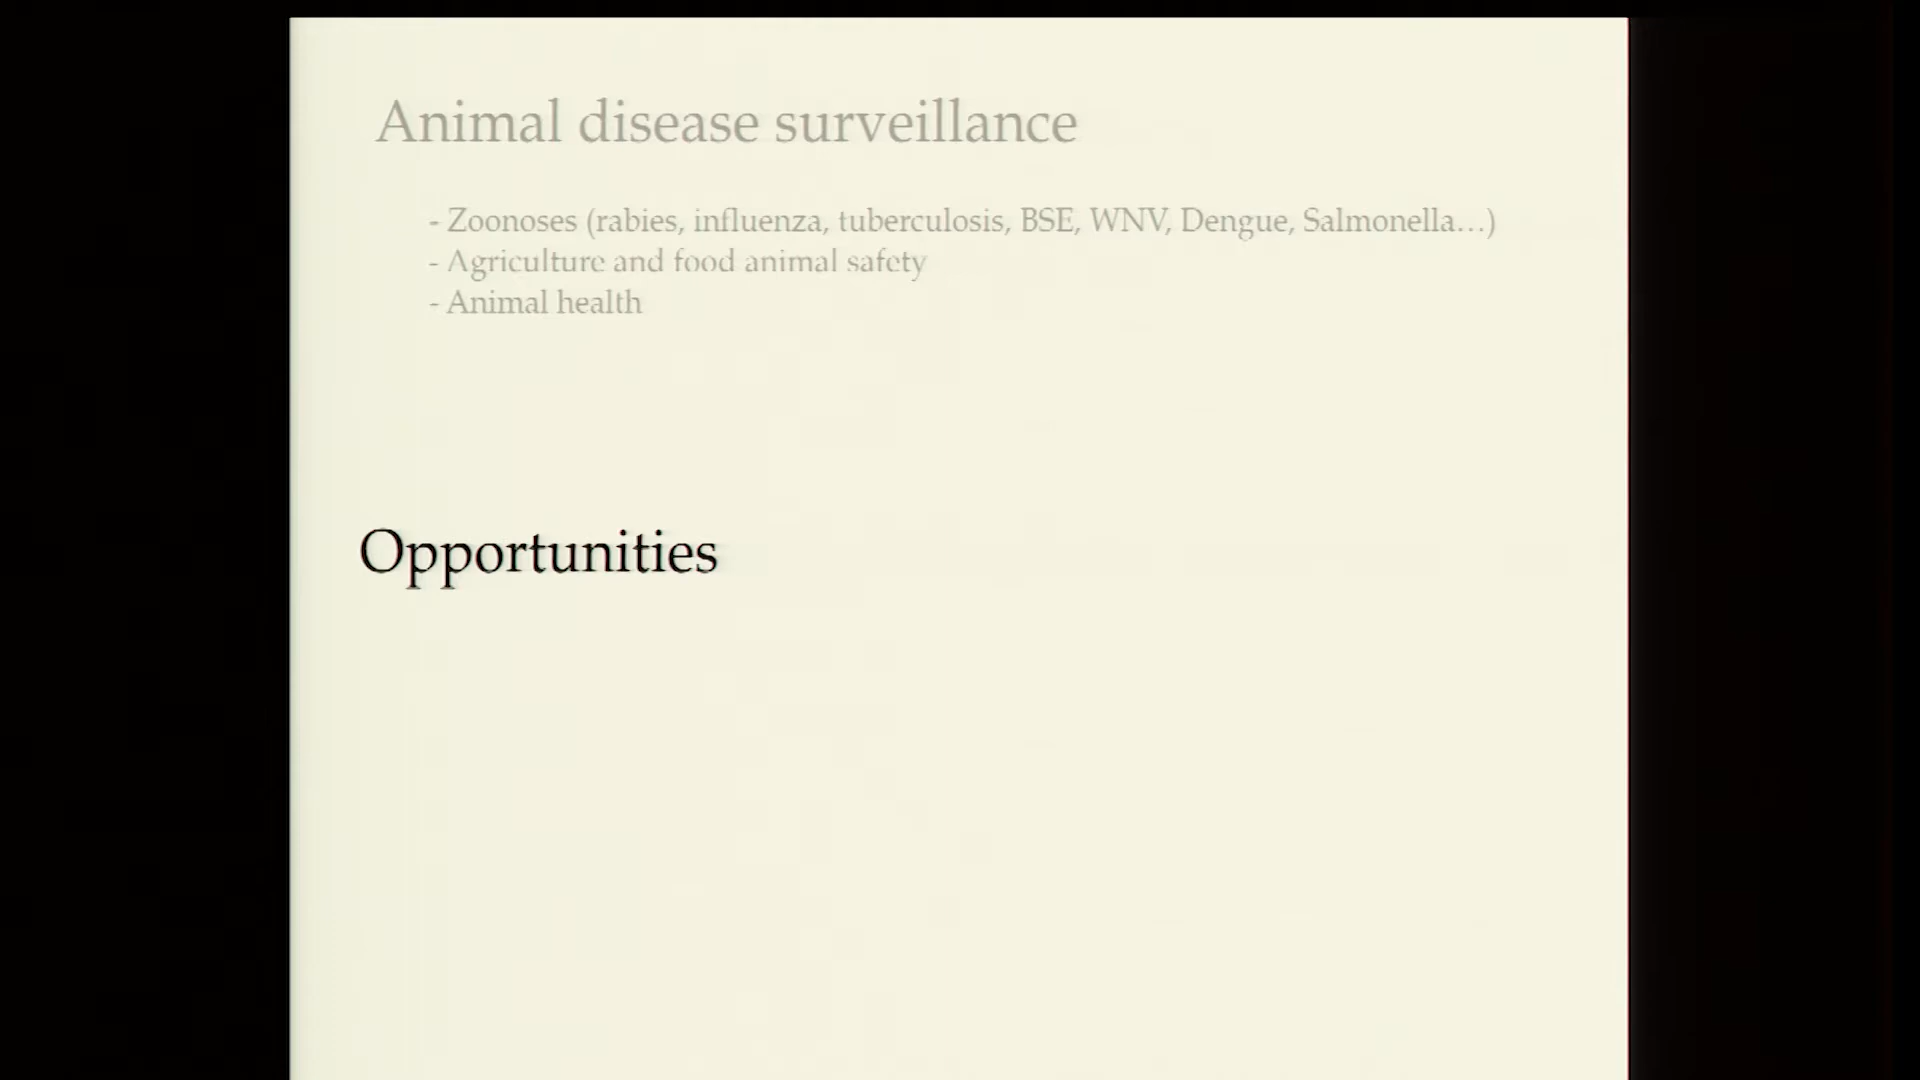 Animal disease surveillance
- Zoonoses (rabies, influenza, tuberculosis, BSE, WNV, Dengue, Salmonella…)
- Agriculture and food animal safety
- Animal health
Opportunities